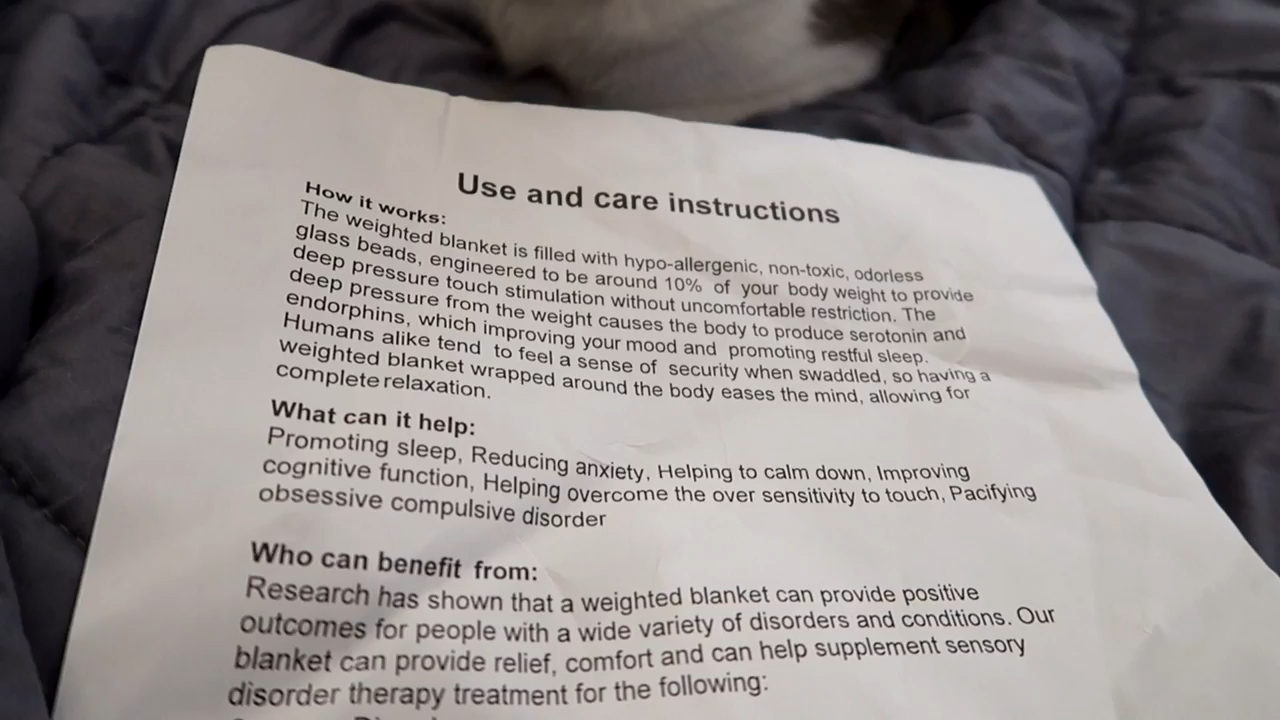 Use and care instructions
How it works:
The weighted blanket is filled with hypo-allergenic, non-toxic, odorless
glass beads, engineered to be around 10% of your body weight to provide
deep pressure touch stimulation without uncomfortable restriction. The
deep pressure from the weight causes the body to produce serotonin and
endorphins, which improving your mood and promoting restful sleep.
Humans alike tend to feel a sense of security when swaddled, so having a
weighted blanket wrapped around the body eases the mind, allowing for
complete relaxation.
What can it help:
Promoting sleep, Reducing anxiety, Helping to calm down, Improving
cognitive function, Helping overcome the over sensitivity to touch, Pacifying
obsessive compulsive disorder
Who can benefit from:
Research has shown that a weighted blanket can provide positive
outcomes for people with a wide variety of disorders and conditions. Our
blanket can provide relief, comfort and can help supplement sensory
disorder therapy treatment for the following: